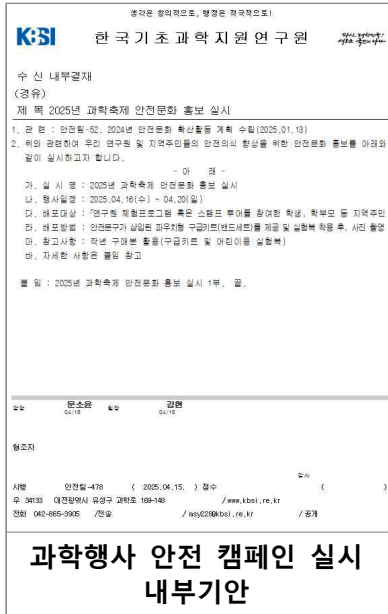 생각은 창의적으로, 행정은 적극적으로!
KBSI 한국기초과학지원연구원
수 신 내부결재
(경유)
제 목 2025년 과학축제 안전문화 홍보 실시
1. 관 련 : 안전팀-52, 2024년 안전문화 확산활동 계획 수립(2025.01.13)
2. 위와 관련하여 우리 연구원 및 지역주민들의 안전의식 향상을 위한 안전문화 홍보를 아래와
같이 실시하고자 합니다.
- 아 래 -
가. 실 시 명 : 2025년 과학축제 안전문화 홍보 실시
나. 행사일정 : 2025.04.16(수) - 04.20(일)
다. 배포대상 : 「연구원 체험프로그램 혹은 스탬프 투어를 참여한 학생, 학부모 등 지역주민
라. 배포방법 : 안전문구가 삽입된 파우치형 구급키트(밴드세트)를 제공 및 실험복 착용 후, 사진 촬영
마. 참고사항 : 작년 구매분 활용(구급키트 및 어린이용 실험복)
바. 자세한 사항은 붙임 참고
붙 임 : 2025년 과학축제 안전문화 홍보 실시 1부. 끝.
담당 문소윤 팀장 김현
04/15 04/15
협조자
감사
시행 안전팀-478 ( 2025.04.15. ) 접수 ( )
우 34133 대전광역시 유성구 과학로 169-148 /www.kbsi.re.kr
전화 042-865-3905 /전송 / msy228@kbsi.re.kr /공개
과학행사 안전 캠페인 실시
내부기안